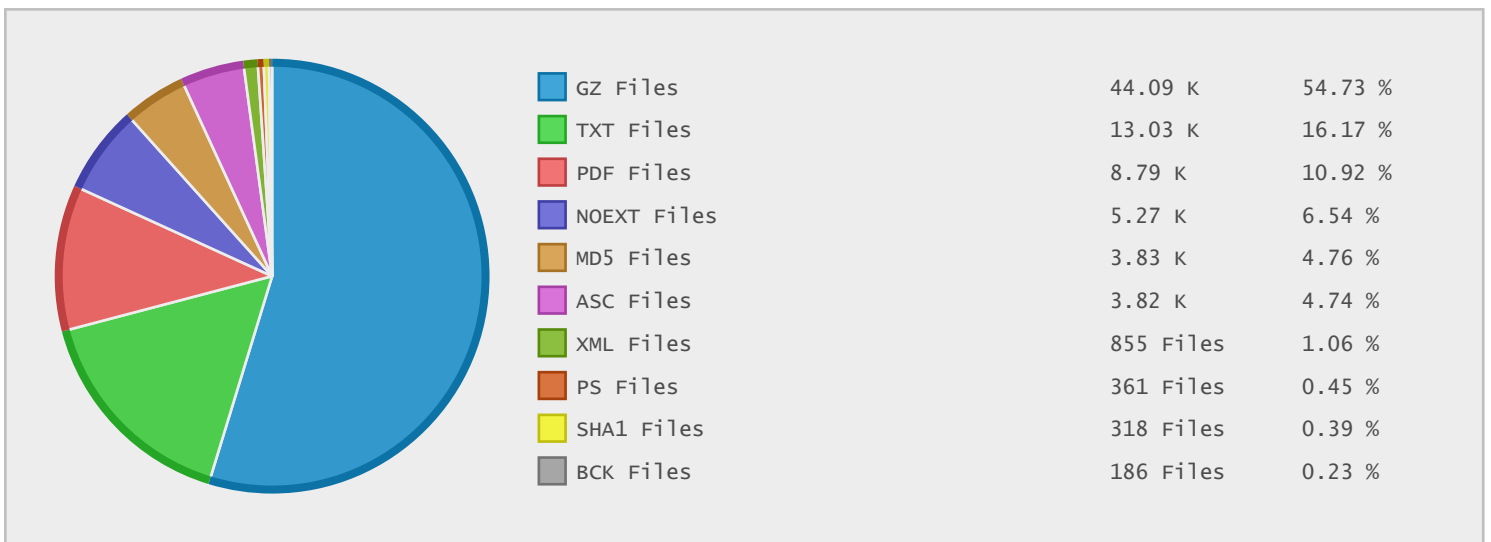 GZ Files 44.09 K 54.73 %
TXT Files 13.03 K 16.17 %
PDF Files 8.79 K 10.92 %
NOEXT Files 5.27 K 6.54 %
MD5 Files 3.83 K 4.76 %
ASC Files 3.82 K 4.74 %
XML Files 855 Files 1.06 %
PS Files 361 Files 0.45 %
SHA1 Files 318 Files 0.39 %
BCK Files 186 Files 0.23 %